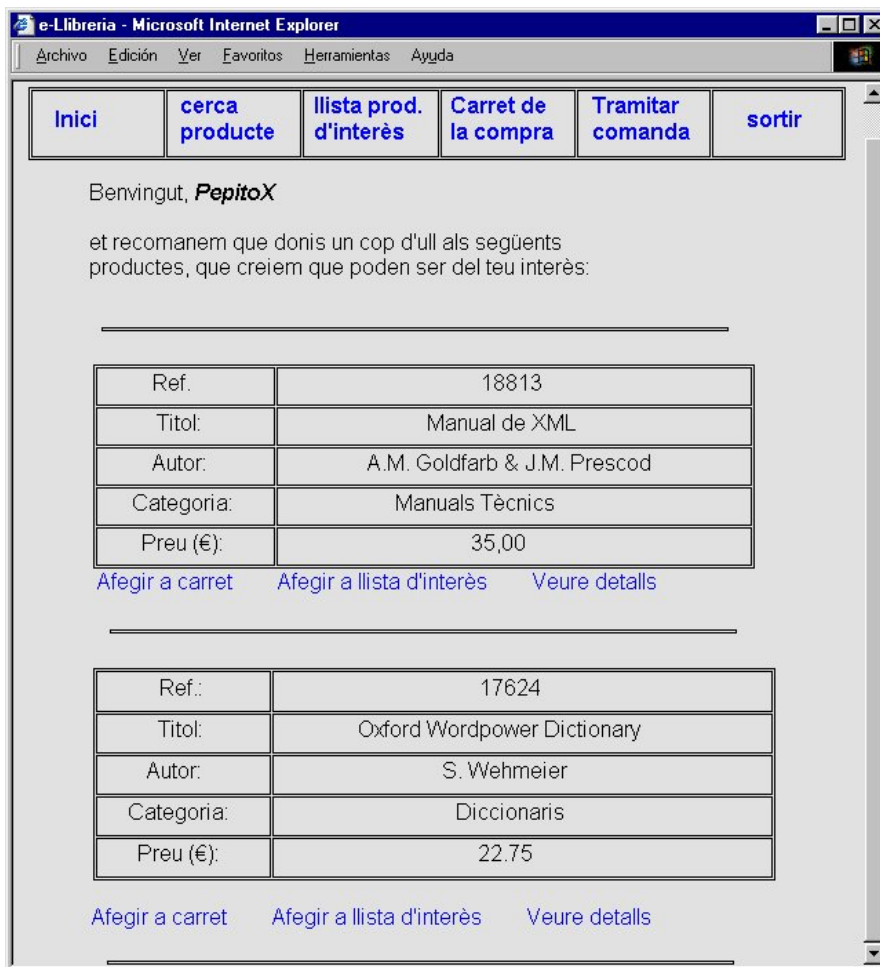 e-Llibreria - Microsoft Internet Explorer
Archivo Edición Ver Favoritos Herramientas Ayuda
Inici cerca producte llista prod. d'interès Carret de la compra Tramitar comanda sortir
Benvingut, PepitoX
et recomanem que donis un cop d'ull als següents
productes, que creiem que poden ser del teu interès:
Ref. 18813
Titol: Manual de XML
Autor: A.M. Goldfarb & J.M. Prescod
Categoria: Manuals Tècnics
Preu (€): 35,00
Afegir a carret Afegir a llista d'interès Veure detalls
Ref.: 17624
Titol: Oxford Wordpower Dictionary
Autor: S. Wehmeier
Categoria: Diccionaris
Preu (€): 22.75
Afegir a carret Afegir a llista d'interès Veure detalls